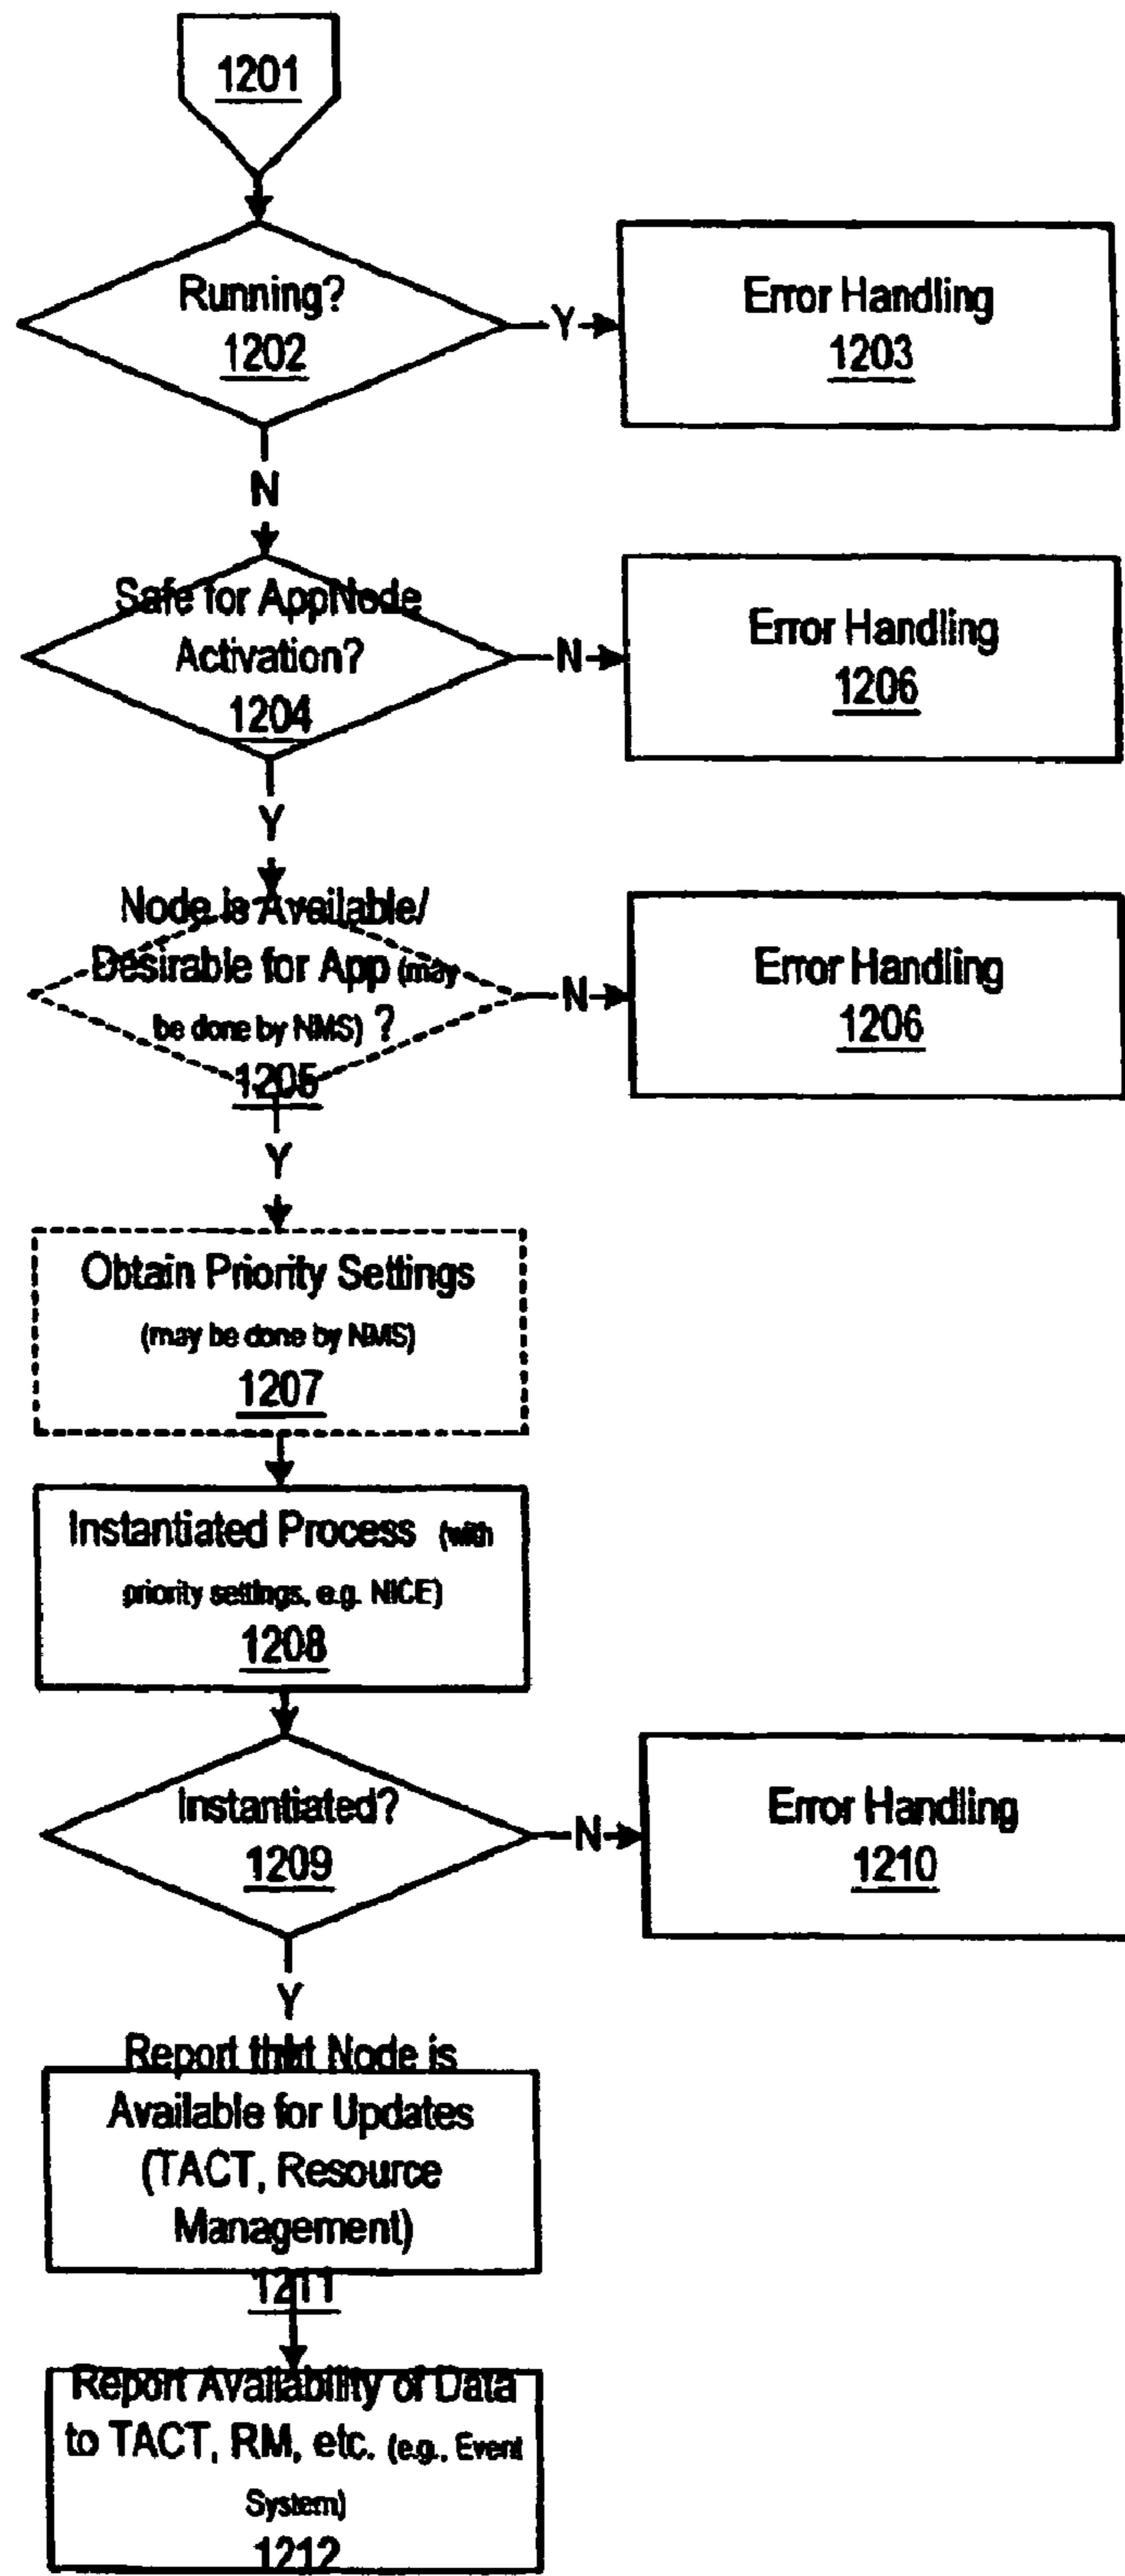 1201
Running?
1202
Y
Error Handling
1203
N
Safe for AppNode
Activation?
1204
N
Error Handling
1206
Y
Node is Available/
Desirable for App (may
be done by NMS) ?
1205
N
Error Handling
1206
Y
Obtain Priority Settings
(may be done by NMS)
1207
Instantiated Process (with
priority settings, e.g. NICE)
1208
Instantiated?
1209
N
Error Handling
1210
Y
Report that Node is
Available for Updates
(TACT, Resource
Management)
1211
Report Availability of Data
to TACT, RM, etc. (e.g., Event
System)
1212